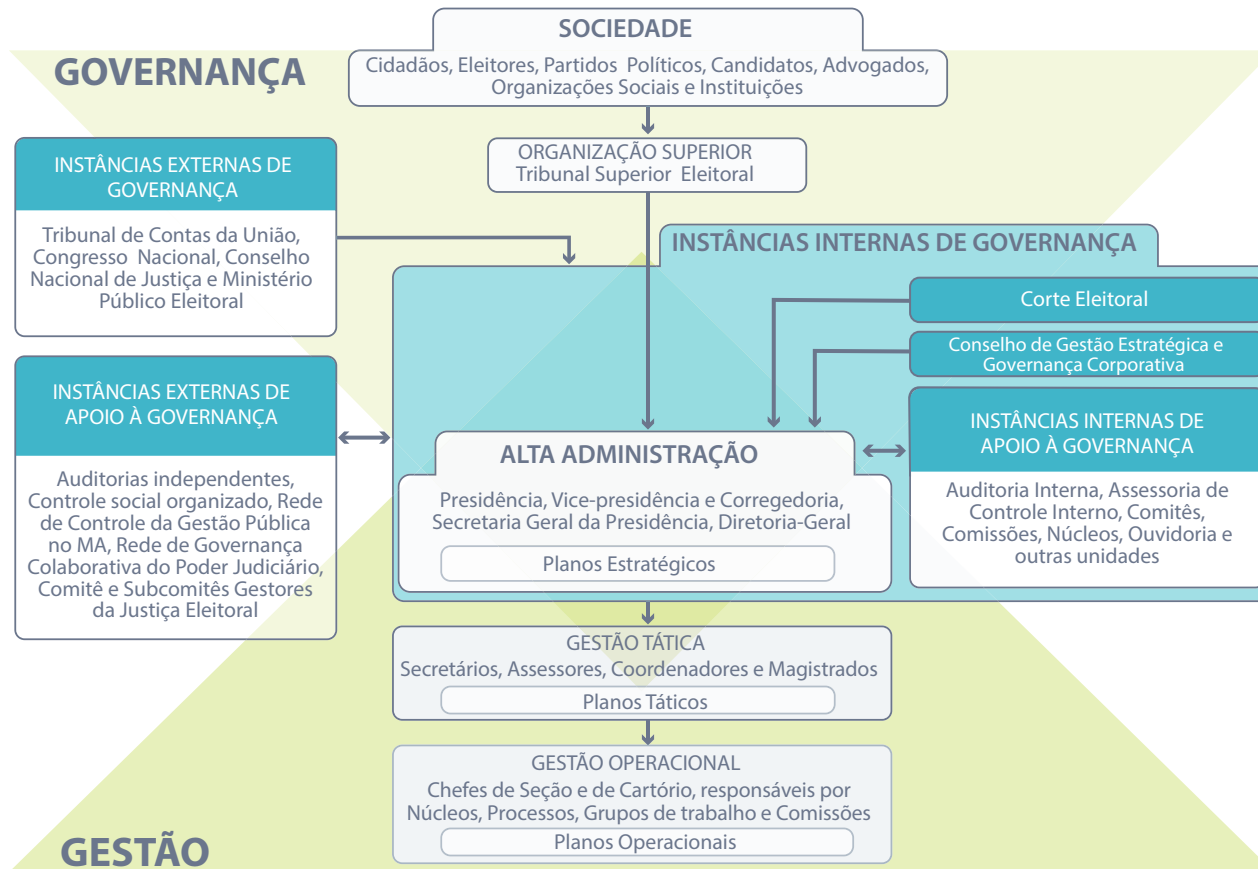 SOCIEDADE
Cidadãos, Eleitores, Partidos Políticos, Candidatos, Advogados,
Organizações Sociais e Instituições
GOVERNANÇA
ORGANIZAÇÃO SUPERIOR
Tribunal Superior Eleitoral
INSTÂNCIAS EXTERNAS DE
GOVERNANÇA
Tribunal de Contas da União,
Congresso Nacional, Conselho
Nacional de Justiça e Ministério
Público Eleitoral
INSTÂNCIAS INTERNAS DE GOVERNANÇA
Corte Eleitoral
Conselho de Gestão Estratégica e
Governança Corporativa
INSTÂNCIAS EXTERNAS DE
APOIO À GOVERNANÇA
Auditorias independentes,
Controle social organizado, Rede
de Controle da Gestão Pública
no MA, Rede de Governança
Colaborativa do Poder Judiciário,
Comitê e Subcomitês Gestores
da Justiça Eleitoral
ALTA ADMINISTRAÇÃO
Presidência, Vice-presidência e Corregedoria,
Secretaria Geral da Presidência, Diretoria-Geral
Planos Estratégicos
INSTÂNCIAS INTERNAS DE
APOIO À GOVERNANÇA
Auditoria Interna, Assessoria de
Controle Interno, Comitês,
Comissões, Núcleos, Ouvidoria e
outras unidades
GESTÃO TÁTICA
Secretários, Assessores, Coordenadores e Magistrados
Planos Táticos
GESTÃO OPERACIONAL
Chefes de Seção e de Cartório, responsáveis por
Núcleos, Processos, Grupos de trabalho e Comissões
Planos Operacionais
GESTÃO